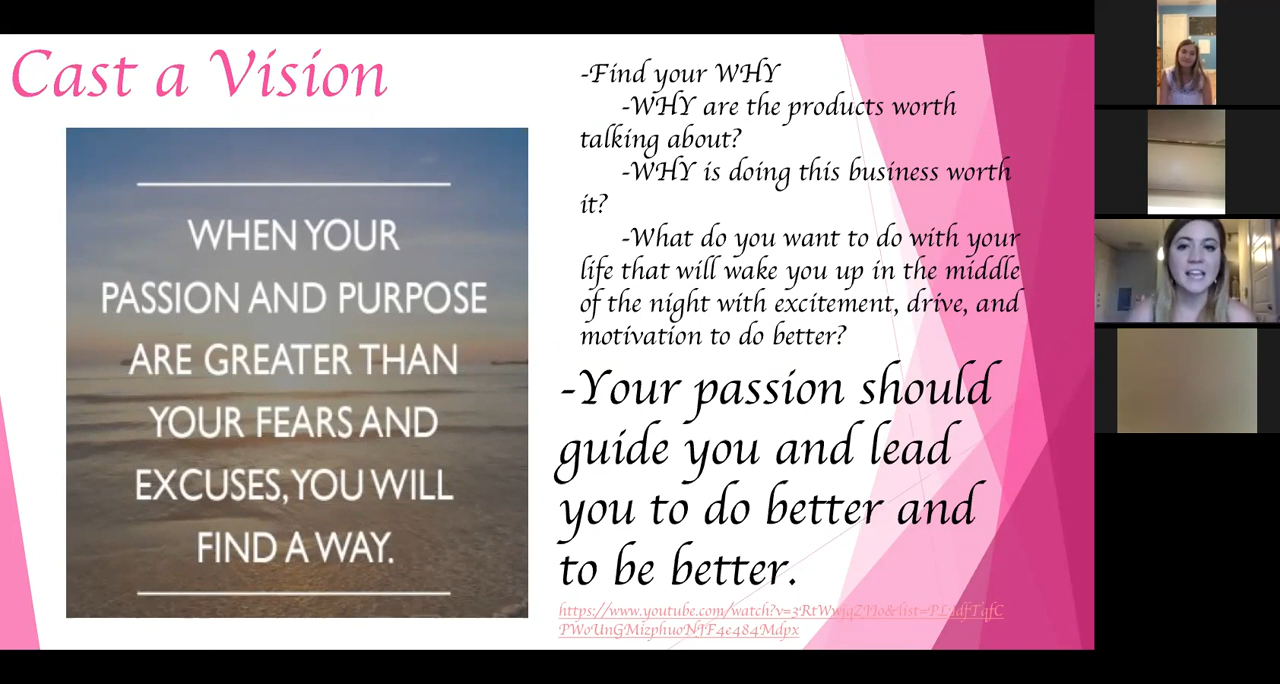 Cast a Vision
WHEN YOUR
PASSION AND PURPOSE
ARE GREATER THAN
YOUR FEARS AND
EXCUSES, YOU WILL
FIND A WAY.
-Find your WHY
-WHY are the products worth
talking about?
-WHY is doing this business worth
it?
-What do you want to do with your
life that will wake you up in the middle
of the night with excitement, drive, and
motivation to do better?
-Your passion should
guide you and lead
you to do better and
to be better.